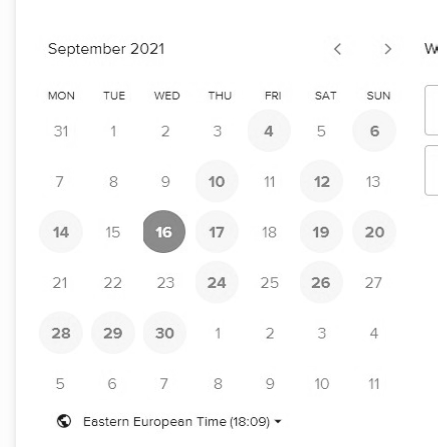 September 2021
MON TUE WED THU FRI SAT SUN
31 1 2 3 4 5 6
7 8 9 10 11 12 13
14 15 16 17 18 19 20
21 22 23 24 25 26 27
28 29 30 1 2 3 4
5 6 7 8 9 10 11
Eastern European Time (18:09)